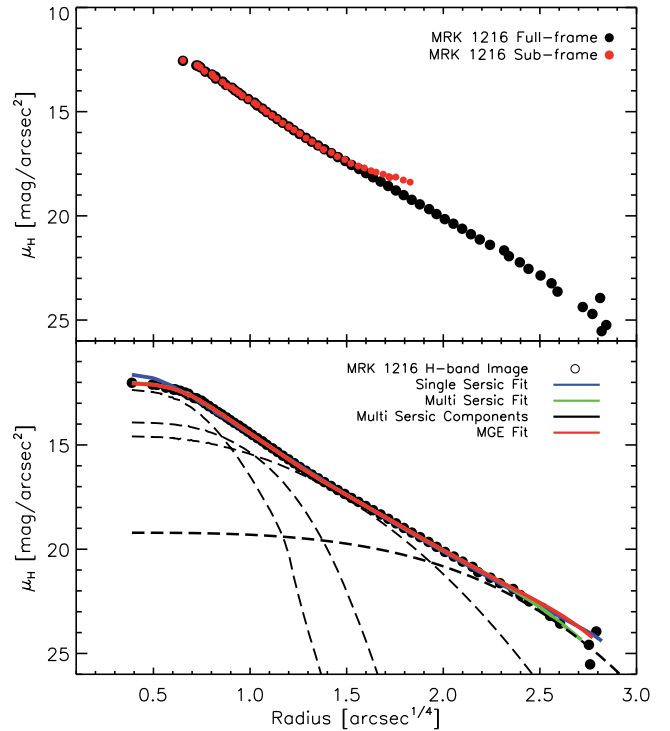 10
15
20
25
μH [mag/arcsec2]
MRK 1216 Full-frame
MRK 1216 Sub-frame
15
20
25
μH [mag/arcsec2]
MRK 1216 H-band Image
Single Sersic Fit
Multi Sersic Fit
Multi Sersic Components
MGE Fit
0.5 1.0 1.5 2.0 2.5 3.0
Radius [arcsec1/4]